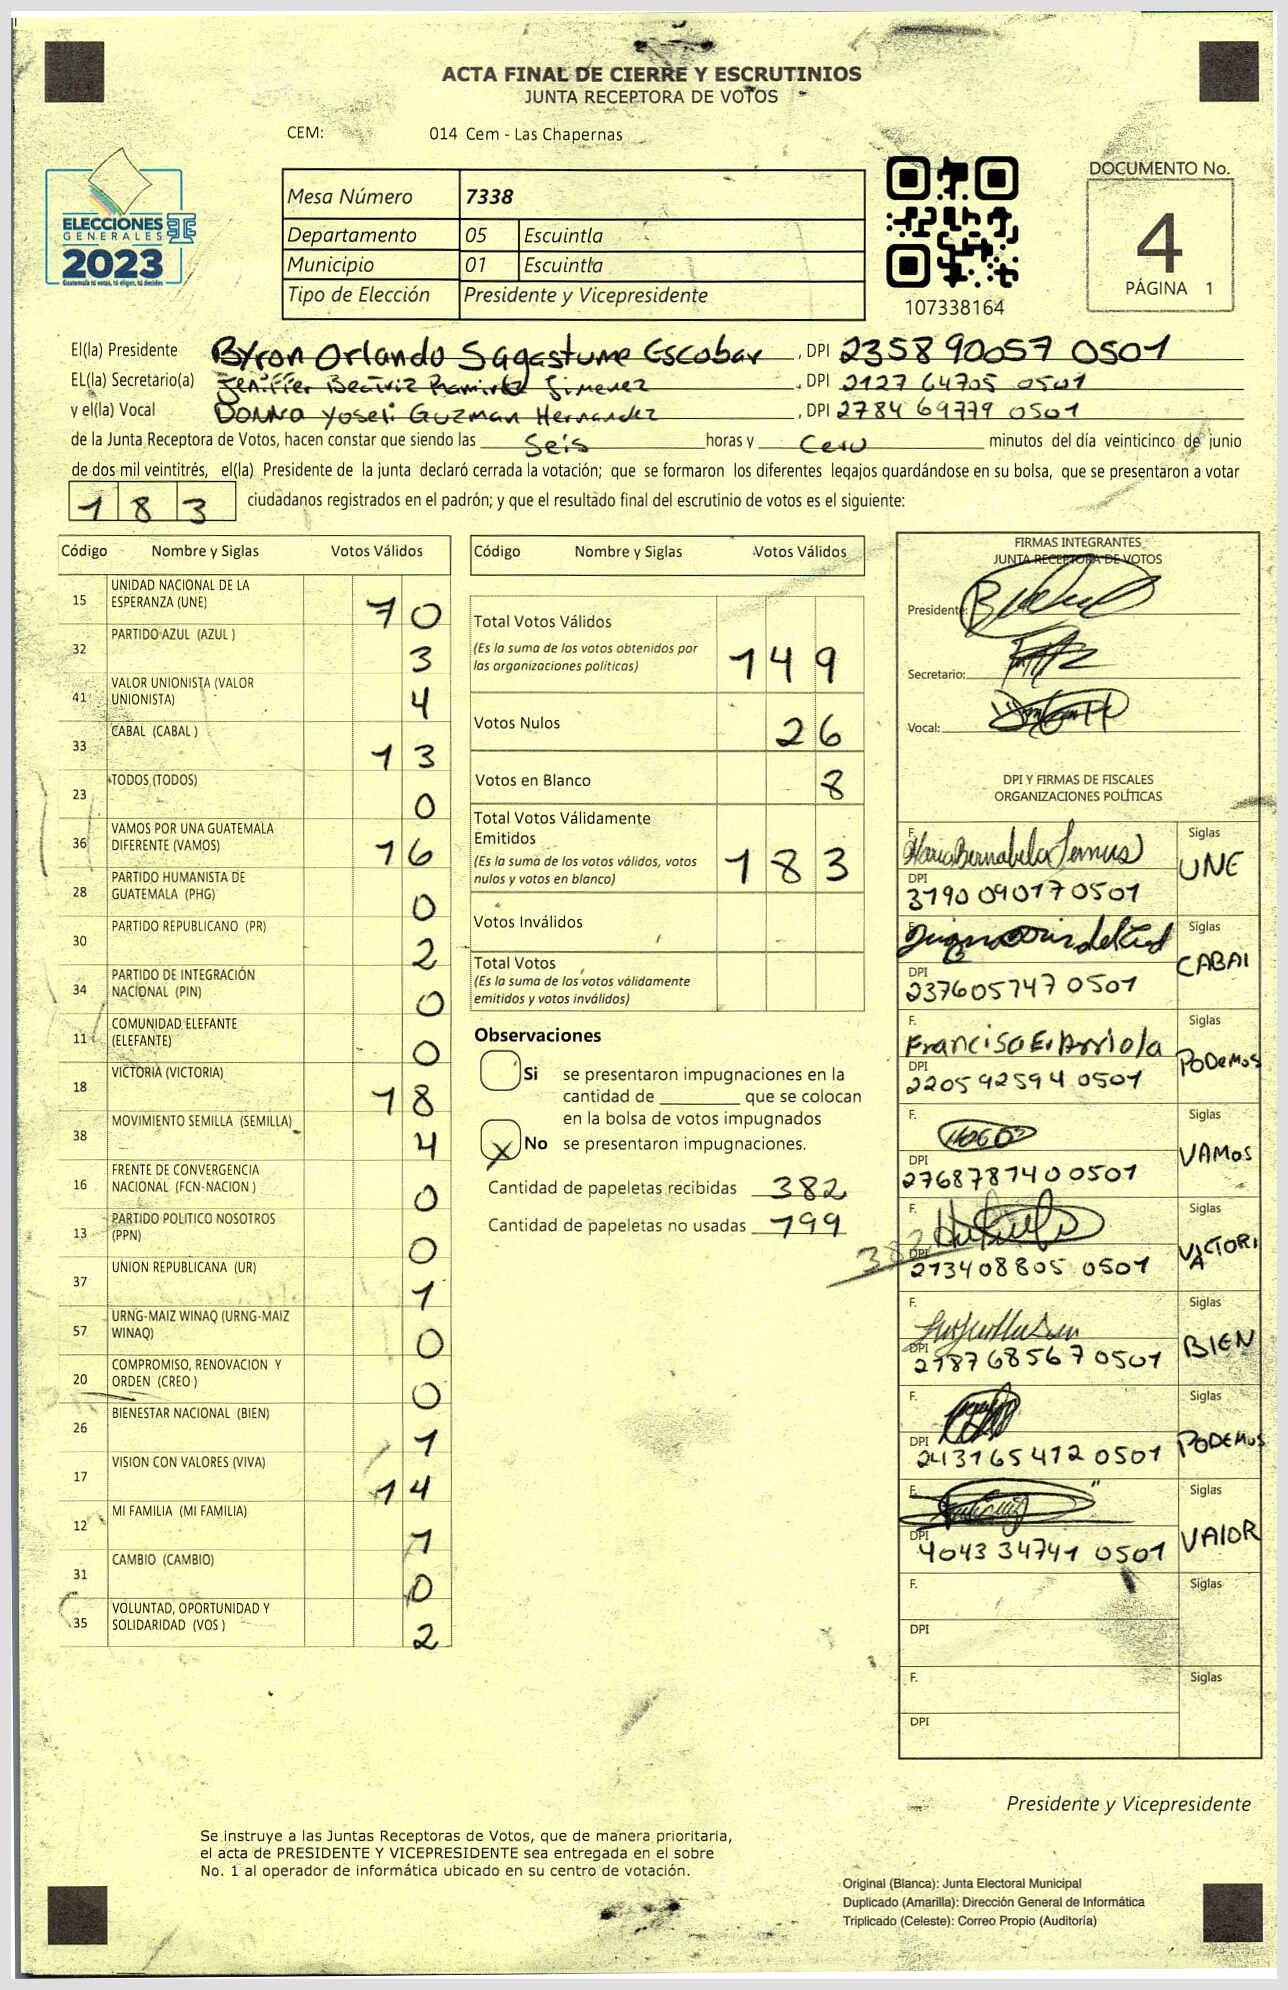 ACTA FINAL DE CIERRE Y ESCRUTINIOS
JUNTA RECEPTORA DE VOTOS
CEM: 014 Cem - Las Chapernas
ELECCIONES
GENERALES
2023
Guatemala tú votas, tú eliges, tú decides
Mesa Número 7338
Departamento 05 Escuintla
Municipio 01 Escuintla
Tipo de Elección Presidente y Vicepresidente
107338164
DOCUMENTO No.
4
PÁGINA 1
El(la) Presidente Byron Orlando Sagastume Escobar, DPI 2358 90057 0501
EL(la) Secretario(a) Jeniffer Beatriz Ramirez Jimenez, DPI 2127 64705 0501
y el(la) Vocal Donna Yoseli Guzman Hernandez, DPI 2784 69779 0501
de la Junta Receptora de Votos, hacen constar que siendo las Seis horas y Cero minutos del día veinticinco de junio
de dos mil veintitrés, el(la) Presidente de la junta declaró cerrada la votación; que se formaron los diferentes legajos guardándose en su bolsa, que se presentaron a votar
183 ciudadanos registrados en el padrón; y que el resultado final del escrutinio de votos es el siguiente:
Código Nombre y Siglas Votos Válidos
15 UNIDAD NACIONAL DE LA ESPERANZA (UNE) 70
32 PARTIDO AZUL (AZUL ) 3
41 VALOR UNIONISTA (VALOR UNIONISTA) 4
33 CABAL (CABAL ) 13
23 TODOS (TODOS) 0
36 VAMOS POR UNA GUATEMALA DIFERENTE (VAMOS) 16
28 PARTIDO HUMANISTA DE GUATEMALA (PHG) 0
30 PARTIDO REPUBLICANO (PR) 2
34 PARTIDO DE INTEGRACIÓN NACIONAL (PIN) 0
11 COMUNIDAD ELEFANTE (ELEFANTE) 0
18 VICTORIA (VICTORIA) 18
38 MOVIMIENTO SEMILLA (SEMILLA) 4
16 FRENTE DE CONVERGENCIA NACIONAL (FCN-NACION ) 0
13 PARTIDO POLITICO NOSOTROS (PPN) 0
37 UNION REPUBLICANA (UR) 1
57 URNG-MAIZ WINAQ (URNG-MAIZ WINAQ) 0
20 COMPROMISO, RENOVACION Y ORDEN (CREO ) 0
26 BIENESTAR NACIONAL (BIEN) 1
17 VISION CON VALORES (VIVA) 14
12 MI FAMILIA (MI FAMILIA) 1
31 CAMBIO (CAMBIO) 0
35 VOLUNTAD, OPORTUNIDAD Y SOLIDARIDAD (VOS ) 2
Código Nombre y Siglas Votos Válidos
Total Votos Válidos
(Es la suma de los votos obtenidos por las organizaciones políticas) 149
Votos Nulos 26
Votos en Blanco 8
Total Votos Válidamente Emitidos
(Es la suma de los votos válidos, votos nulos y votos en blanco) 183
Votos Inválidos
Total Votos
(Es la suma de los votos válidamente emitidos y votos inválidos)
Observaciones
Si se presentaron impugnaciones en la
cantidad de ________ que se colocan
en la bolsa de votos impugnados
X No se presentaron impugnaciones.
Cantidad de papeletas recibidas 382
Cantidad de papeletas no usadas 199
382
FIRMAS INTEGRANTES
JUNTA RECEPTORA DE VOTOS
Presidente:
Secretario:
Vocal:
DPI Y FIRMAS DE FISCALES
ORGANIZACIONES POLÍTICAS
F. Maria Bernabela Lemus Siglas UNE
DPI 3190 09017 0501
F. Siglas CABAl
DPI 237605747 0501
F. Francisa E. Arriola Siglas PODEMOS
DPI 220592594 0501
F. Siglas VAMOS
DPI 276878740 0501
F. Siglas VICTORIA
DPI 273408805 0501
F. Siglas BIEN
DPI 2787 68567 0501
F. Siglas PODEMOS
DPI 243765412 0501
F. Siglas VAlOR
DPI 4043 34741 0501
F. Siglas
DPI
F. Siglas
DPI
Presidente y Vicepresidente
Se instruye a las Juntas Receptoras de Votos, que de manera prioritaria,
el acta de PRESIDENTE Y VICEPRESIDENTE sea entregada en el sobre
No. 1 al operador de informática ubicado en su centro de votación.
Original (Blanca): Junta Electoral Municipal
Duplicado (Amarilla): Dirección General de Informática
Triplicado (Celeste): Correo Propio (Auditoría)